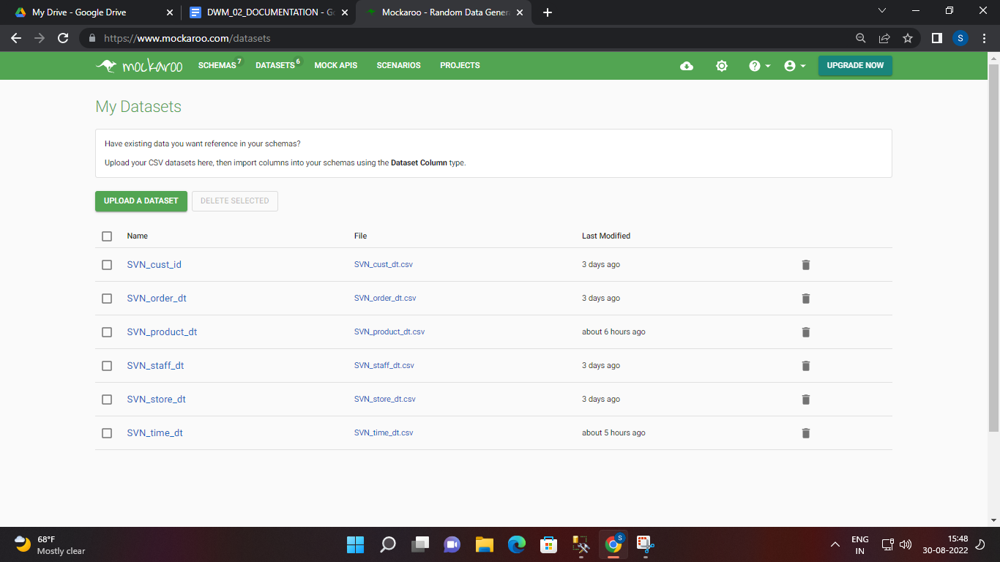 My Drive - Google Drive
DWM_02_DOCUMENTATION - Go
Mockaroo - Random Data Genera
https://www.mockaroo.com/datasets
S
mockaroo
SCHEMAS 7
DATASETS 6
MOCK APIS
SCENARIOS
PROJECTS
UPGRADE NOW
My Datasets
Have existing data you want reference in your schemas?
Upload your CSV datasets here, then import columns into your schemas using the Dataset Column type.
UPLOAD A DATASET
DELETE SELECTED
Name File Last Modified
SVN_cust_id SVN_cust_dt.csv 3 days ago
SVN_order_dt SVN_order_dt.csv 3 days ago
SVN_product_dt SVN_product_dt.csv about 6 hours ago
SVN_staff_dt SVN_staff_dt.csv 3 days ago
SVN_store_dt SVN_store_dt.csv 3 days ago
SVN_time_dt SVN_time_dt.csv about 5 hours ago
68°F
Mostly clear
S
ENG
IN
15:48
30-08-2022